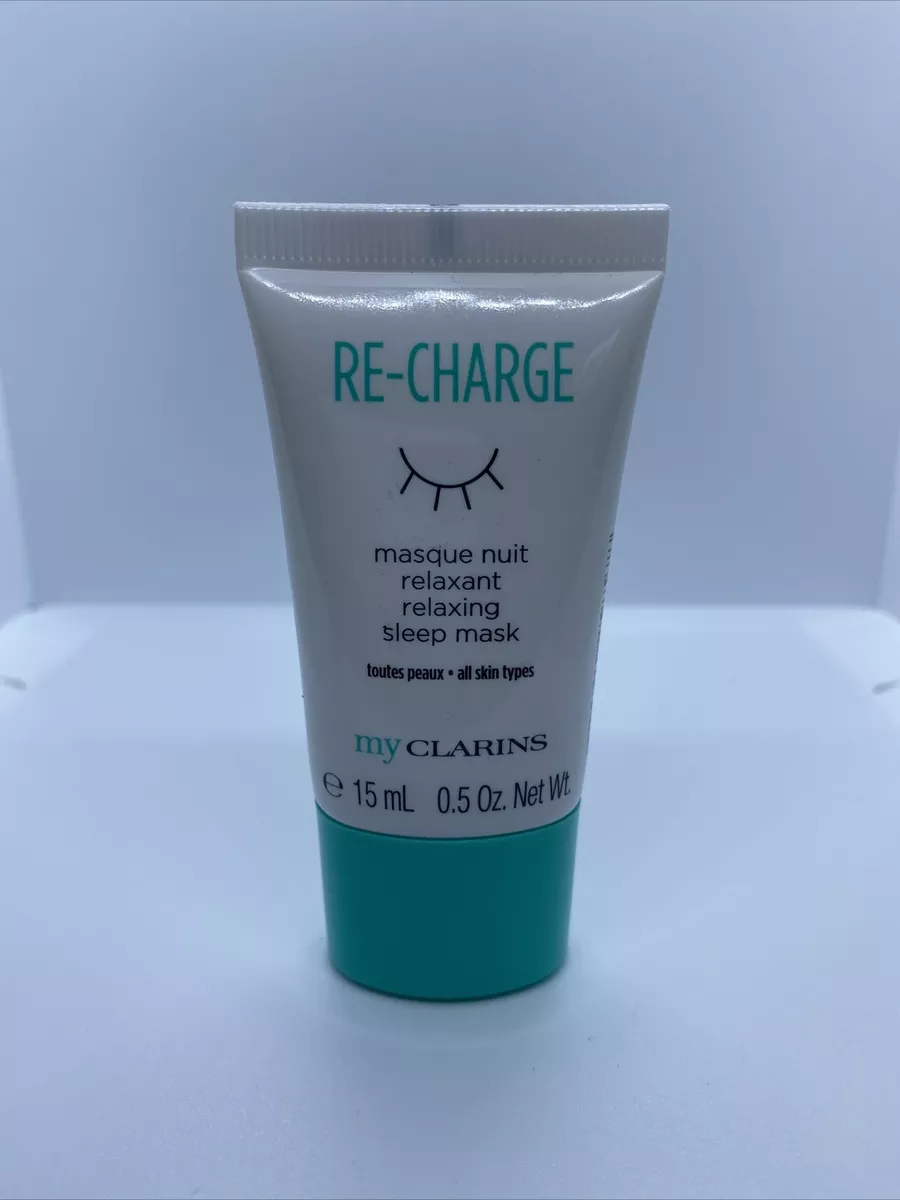 RE-CHARGE
masque nuit
relaxant
relaxing
sleep mask
toutes peaux • all skin types
my CLARINS
℮ 15 mL 0.5 Oz. Net Wt.